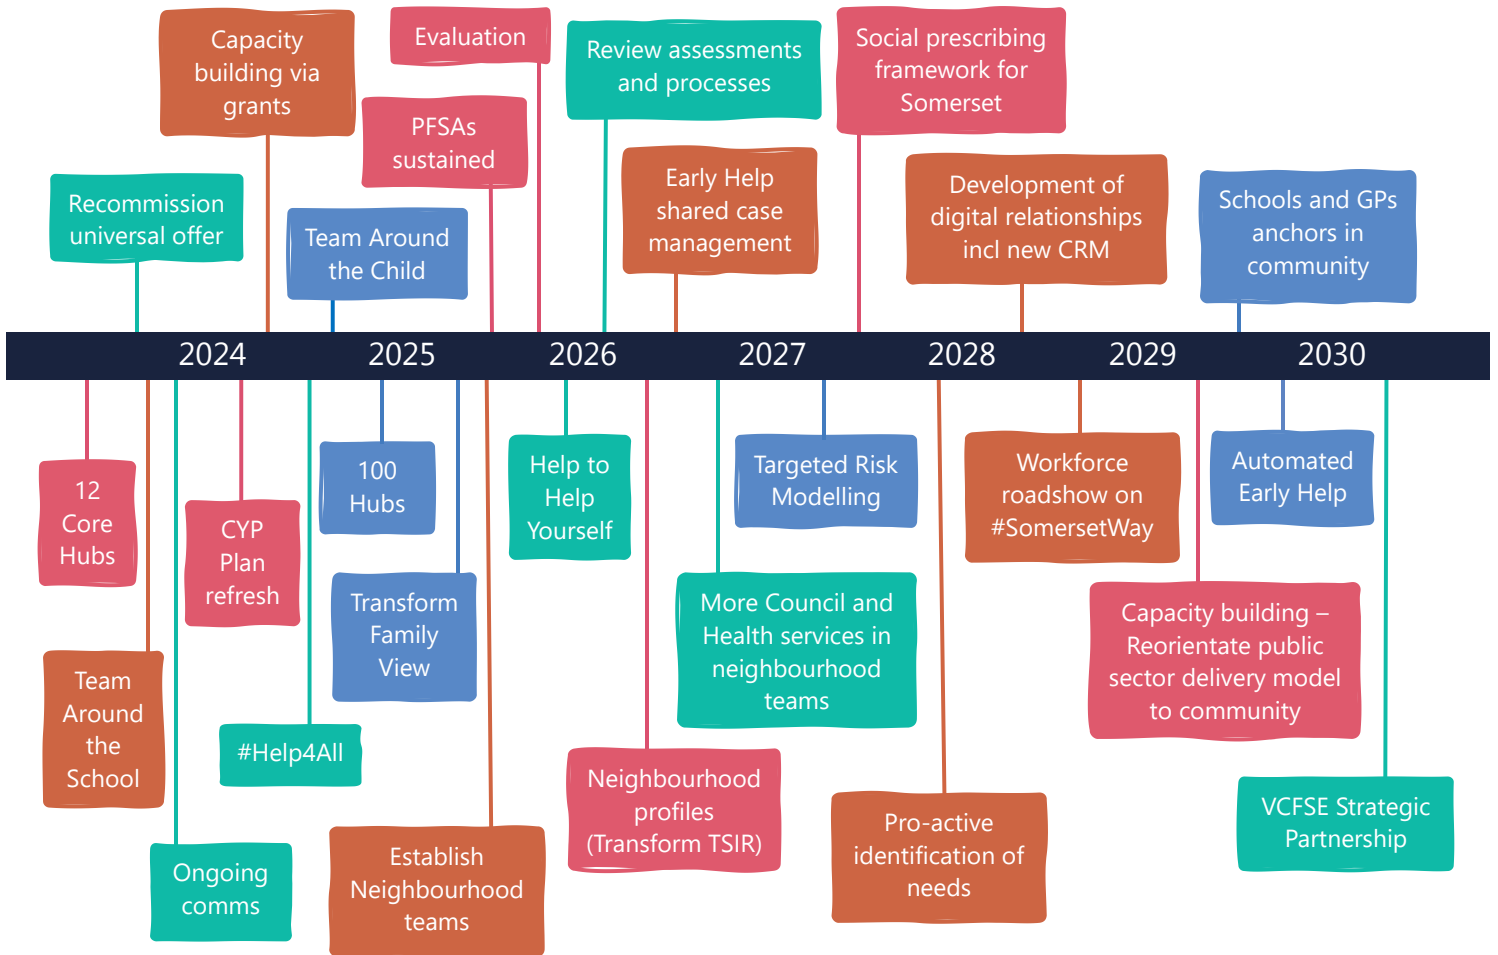 Capacity
building via
grants
Evaluation
Review assessments
and processes
Social prescribing
framework for
Somerset
PFSAs
sustained
Recommission
universal offer
Team Around
the Child
Early Help
shared case
management
Development of
digital relationships
incl new CRM
Schools and GPs
anchors in
community
2024 2025 2026 2027 2028 2029 2030
12
Core
Hubs
CYP
Plan
refresh
100
Hubs
Help to
Help
Yourself
Targeted Risk
Modelling
Workforce
roadshow on
#SomersetWay
Automated
Early Help
Team
Around
the
School
#Help4All
Transform
Family
View
More Council and
Health services in
neighbourhood
teams
Capacity building –
Reorientate public
sector delivery model
to community
Ongoing
comms
Establish
Neighbourhood
teams
Neighbourhood
profiles
(Transform TSIR)
Pro-active
identification of
needs
VCFSE Strategic
Partnership